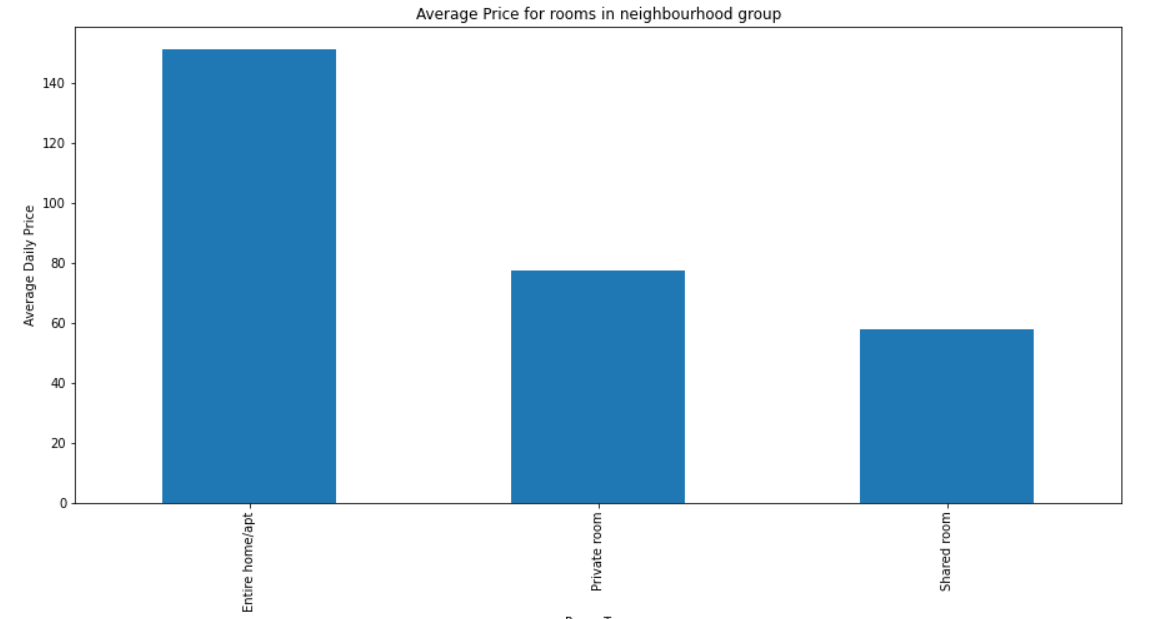 Average Price for rooms in neighbourhood group
Average Daily Price
140
120
100
80
60
40
20
0
Entire home/apt
Private room
Shared room